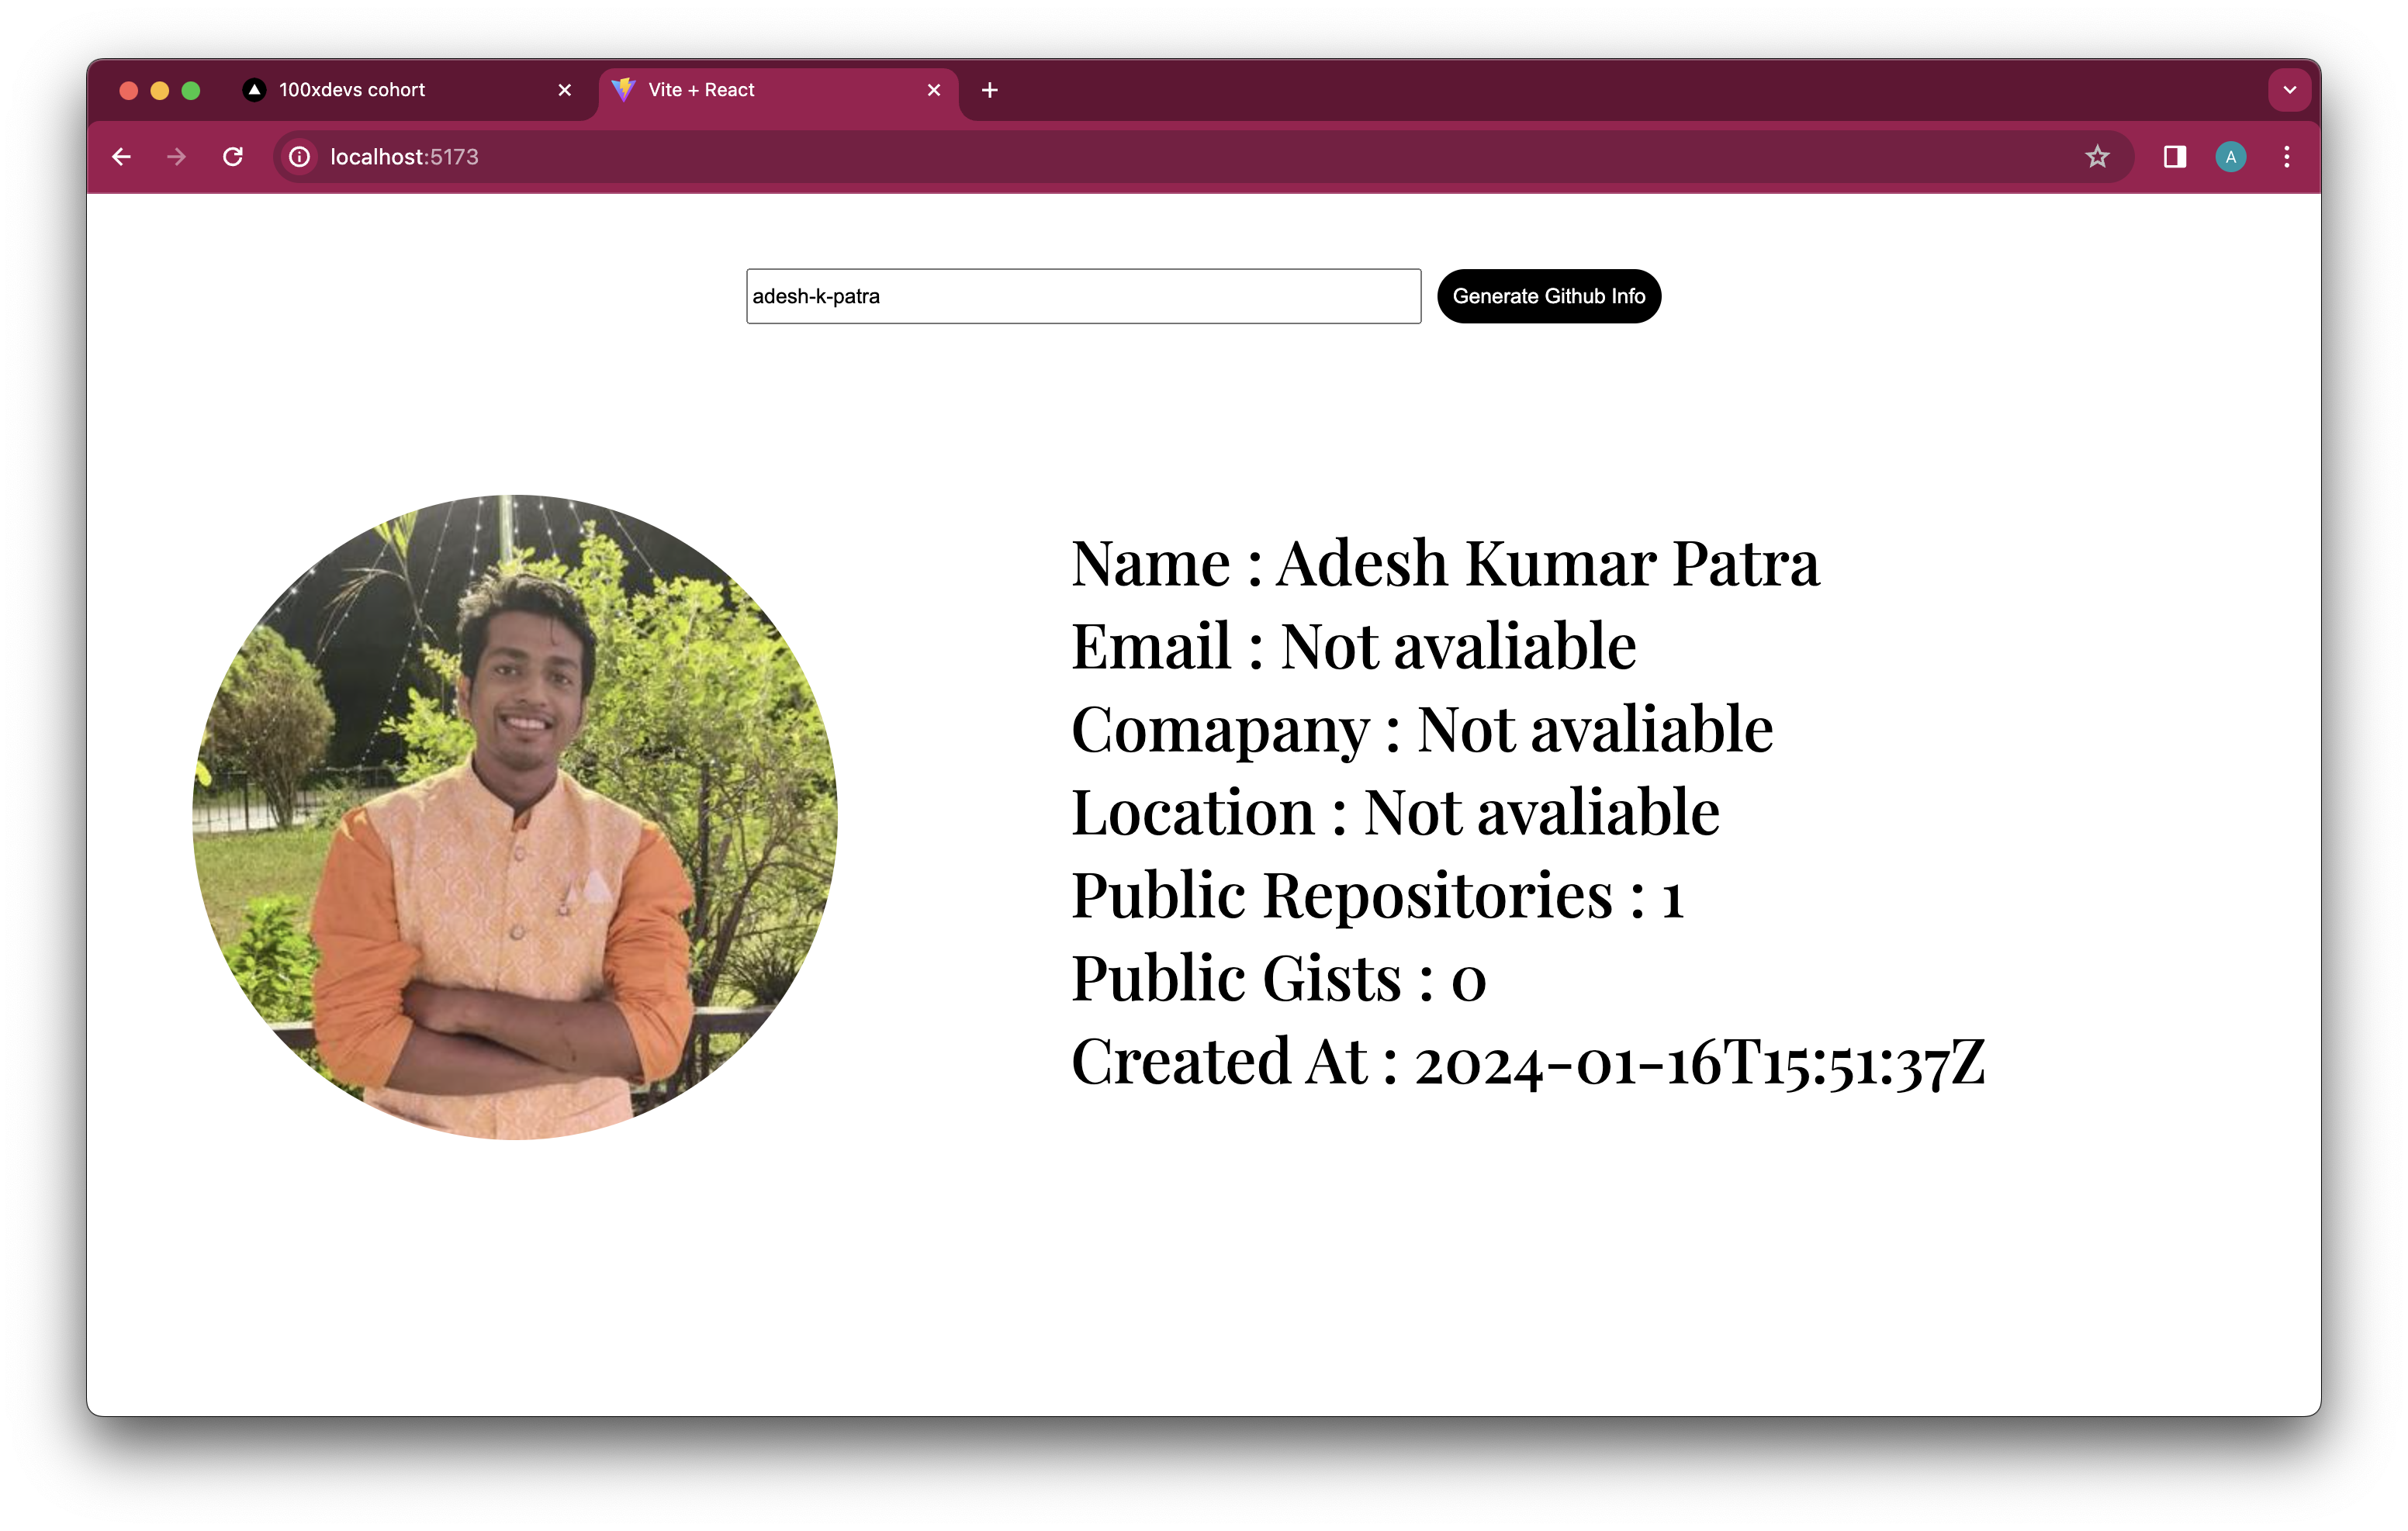 100xdevs cohort
Vite + React
localhost:5173
A
adesh-k-patra
Generate Github Info
Name : Adesh Kumar Patra
Email : Not avaliable
Comapany : Not avaliable
Location : Not avaliable
Public Repositories : 1
Public Gists : 0
Created At : 2024-01-16T15:51:37Z